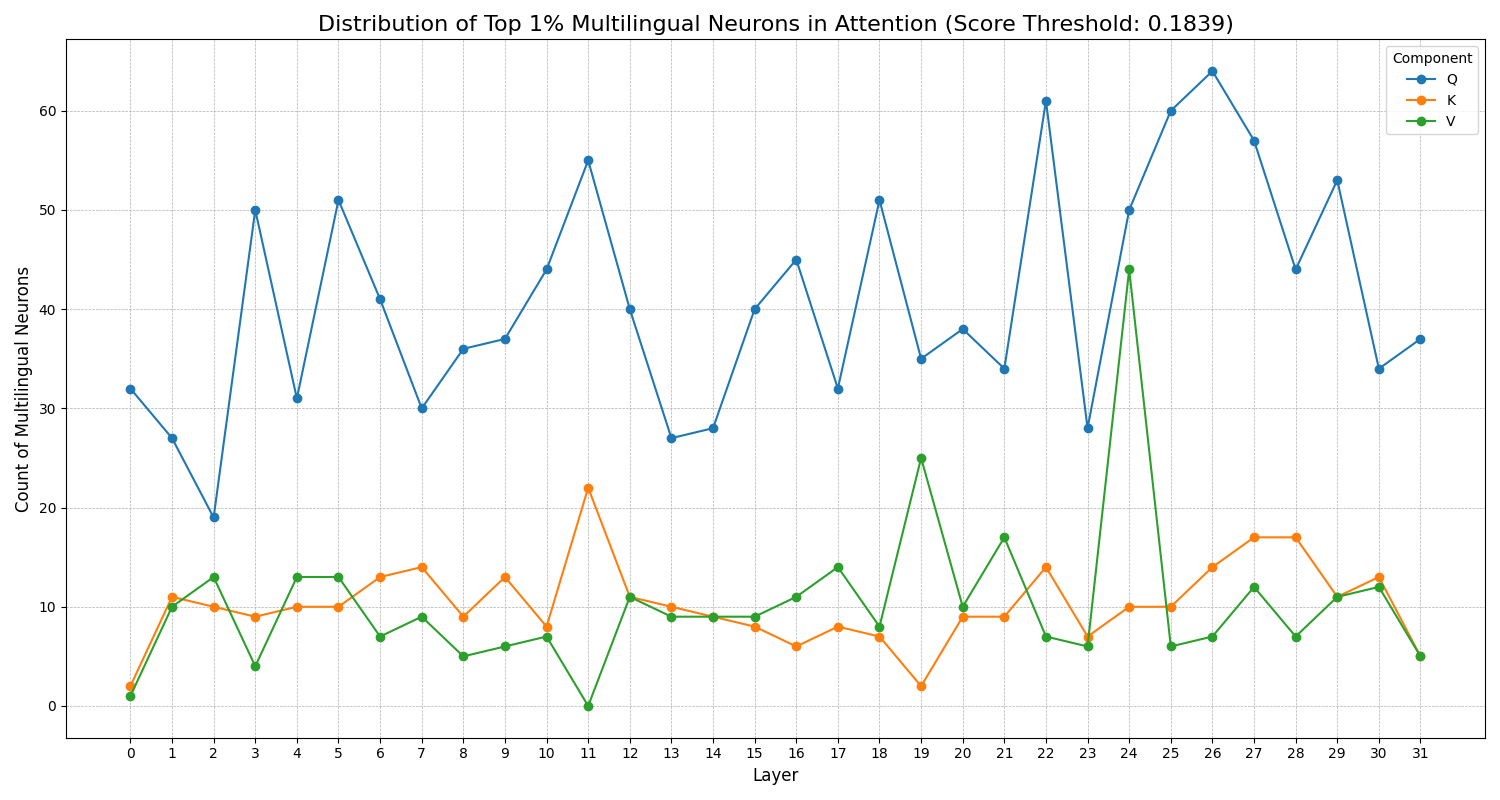 Distribution of Top 1% Multilingual Neurons in Attention (Score Threshold: 0.1839)
Component
Q
K
V
Count of Multilingual Neurons
60
50
40
30
20
10
0
0 1 2 3 4 5 6 7 8 9 10 11 12 13 14 15 16 17 18 19 20 21 22 23 24 25 26 27 28 29 30 31
Layer